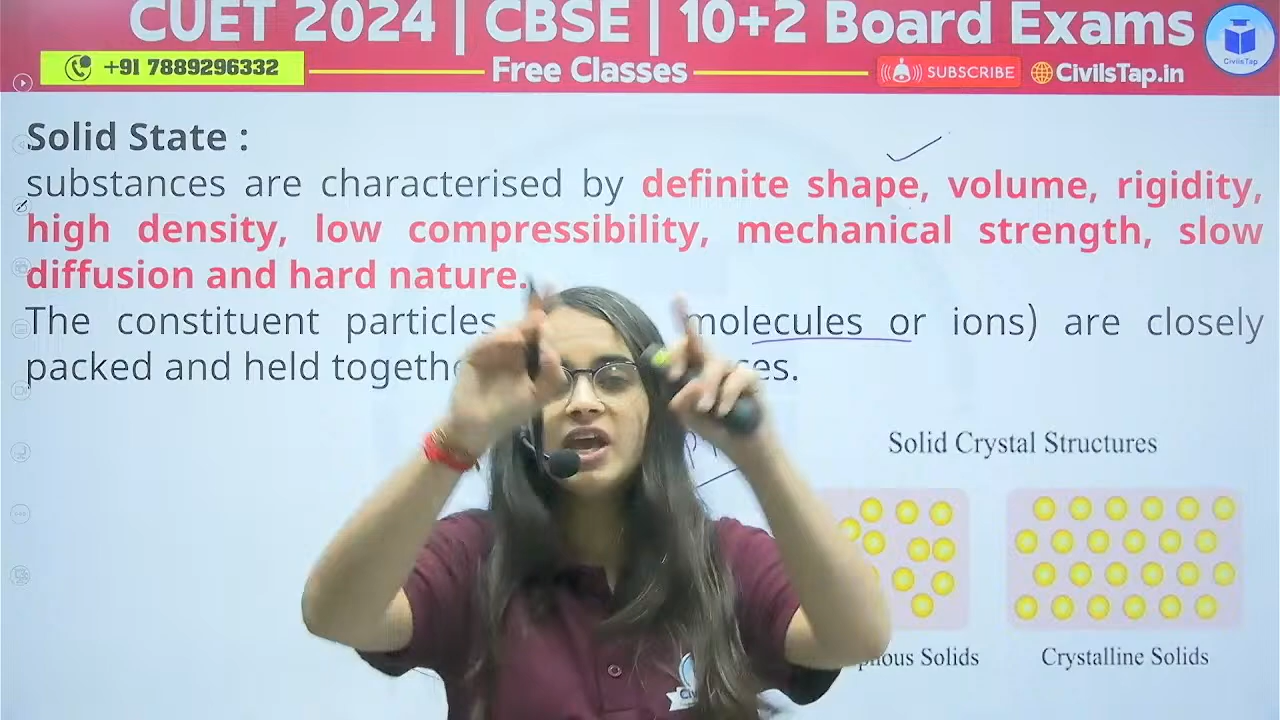 CUET 2024 | CBSE | 10+2 Board Exams
+91 7889296332
Free Classes
SUBSCRIBE
CivilsTap.in
CivilsTap
Solid State :
substances are characterised by definite shape, volume, rigidity,
high density, low compressibility, mechanical strength, slow
diffusion and hard nature.
The constituent particles molecules or ions) are closely
packed and held
Solid Crystal Structures
Solids
Crystalline Solids